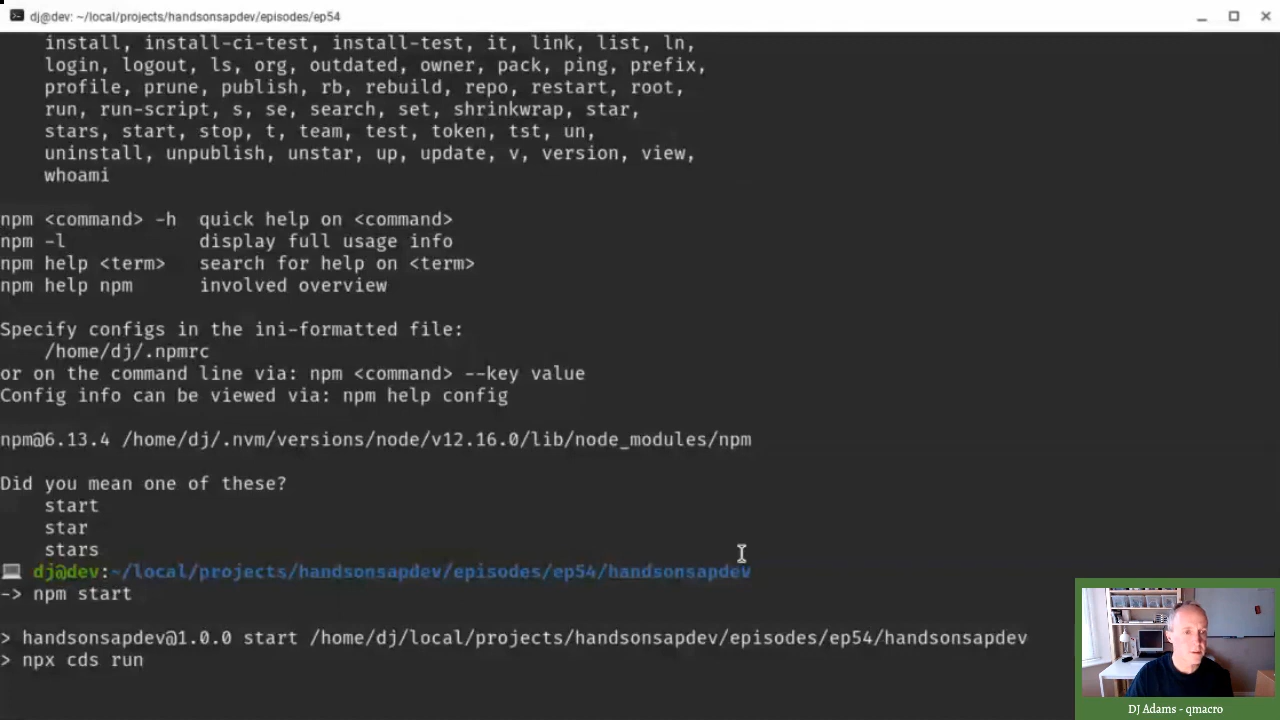 dj@dev: ~/local/projects/handsonsapdev/episodes/ep54
install, install-ci-test, install-test, it, link, list, ln,
login, logout, ls, org, outdated, owner, pack, ping, prefix,
profile, prune, publish, rb, rebuild, repo, restart, root,
run, run-script, s, se, search, set, shrinkwrap, star,
stars, start, stop, t, team, test, token, tst, un,
uninstall, unpublish, unstar, up, update, v, version, view,
whoami
npm <command> -h  quick help on <command>
npm -l            display full usage info
npm help <term>   search for help on <term>
npm help npm      involved overview
Specify configs in the ini-formatted file:
/home/dj/.npmrc
or on the command line via: npm <command> --key value
Config info can be viewed via: npm help config
npm@6.13.4 /home/dj/.nvm/versions/node/v12.16.0/lib/node_modules/npm
Did you mean one of these?
start
star
stars
dj@dev:~/local/projects/handsonsapdev/episodes/ep54/handsonsapdev
-> npm start
> handsonsapdev@1.0.0 start /home/dj/local/projects/handsonsapdev/episodes/ep54/handsonsapdev
> npx cds run
DJ Adams - qmacro